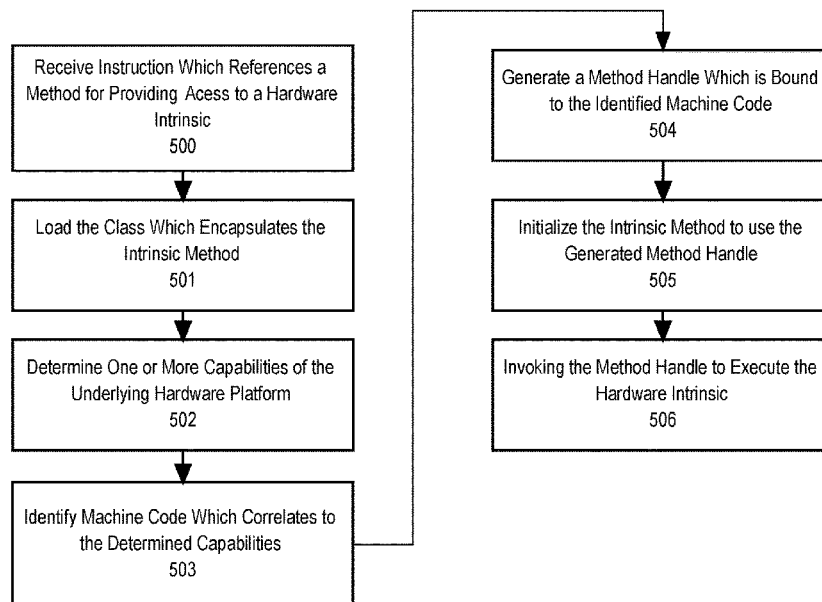 Receive Instruction Which References a
Method for Providing Acess to a Hardware
Intrinsic
500
Load the Class Which Encapsulates the
Intrinsic Method
501
Determine One or More Capabilities of the
Underlying Hardware Platform
502
Identify Machine Code Which Correlates to
the Determined Capabilities
503
Generate a Method Handle Which is Bound
to the Identified Machine Code
504
Initialize the Intrinsic Method to use the
Generated Method Handle
505
Invoking the Method Handle to Execute the
Hardware Intrinsic
506